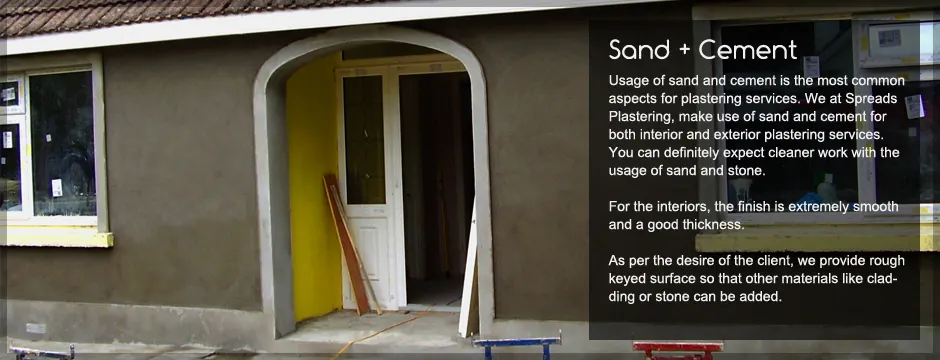 Sand + Cement
Usage of sand and cement is the most common
aspects for plastering services. We at Spreads
Plastering, make use of sand and cement for
both interior and exterior plastering services.
You can definitely expect cleaner work with the
usage of sand and stone.
For the interiors, the finish is extremely smooth
and a good thickness.
As per the desire of the client, we provide rough
keyed surface so that other materials like clad-
ding or stone can be added.